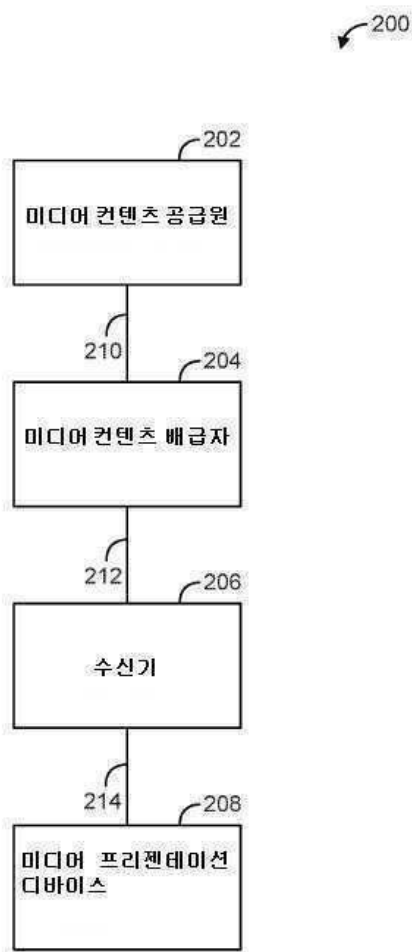 200
202
미디어 컨텐츠 공급원
210
204
미디어 컨텐츠 배급자
212
206
수신기
214
208
미디어 프리젠테이션
디바이스